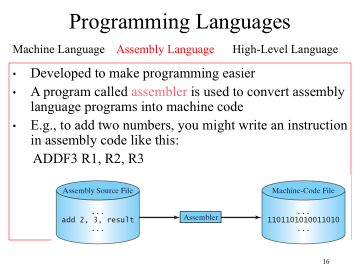 Programming Languages
Machine Language Assembly Language High-Level Language
• Developed to make programming easier
• A program called assembler is used to convert assembly
language programs into machine code
• E.g., to add two numbers, you might write an instruction
in assembly code like this:
ADDF3 R1, R2, R3
Assembly Source File
...
add 2, 3, result
...
Assembler
Machine-Code File
...
1101101010011010
...
16